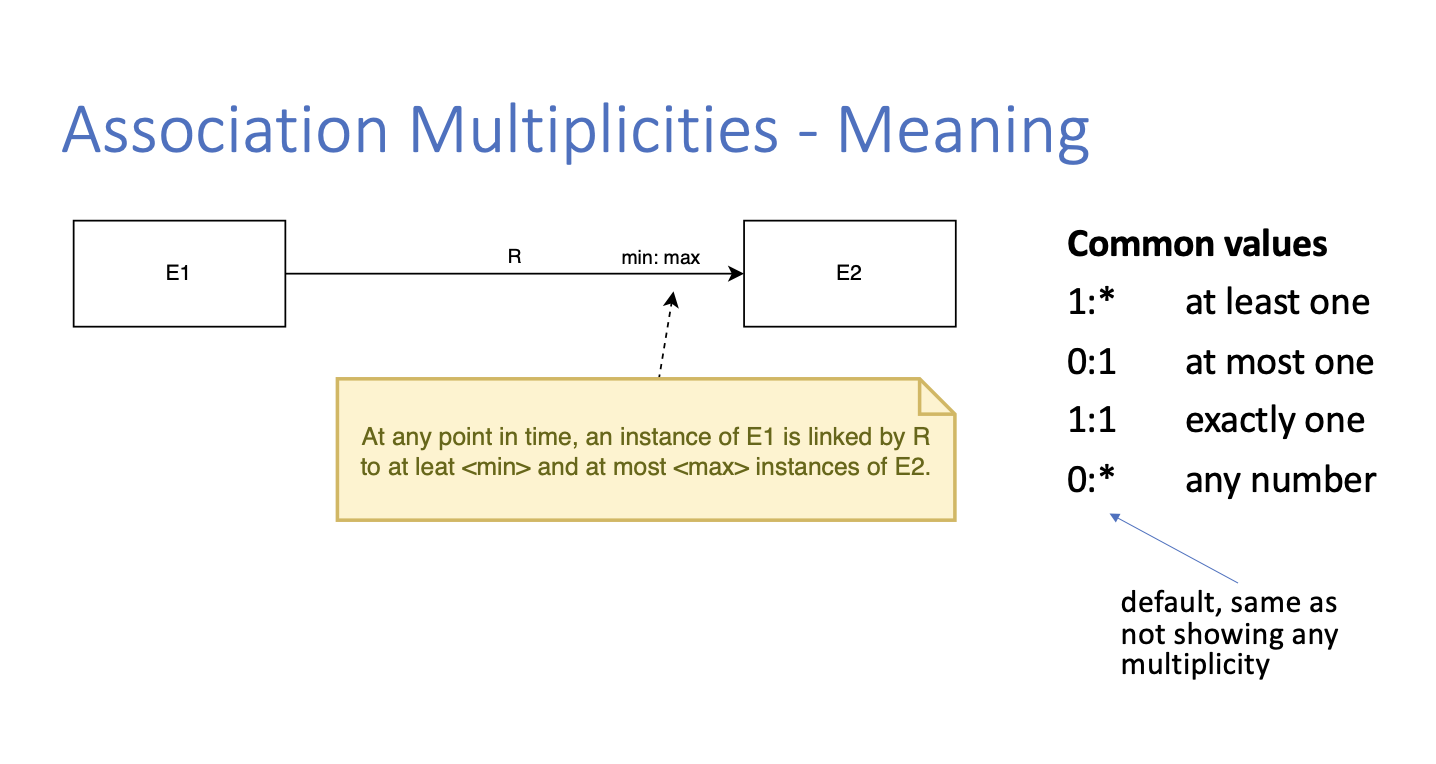 Association Multiplicities - Meaning
E1
R
min: max
E2
At any point in time, an instance of E1 is linked by R
to at leat <min> and at most <max> instances of E2.
Common values
1:* at least one
0:1 at most one
1:1 exactly one
0:* any number
default, same as
not showing any
multiplicity